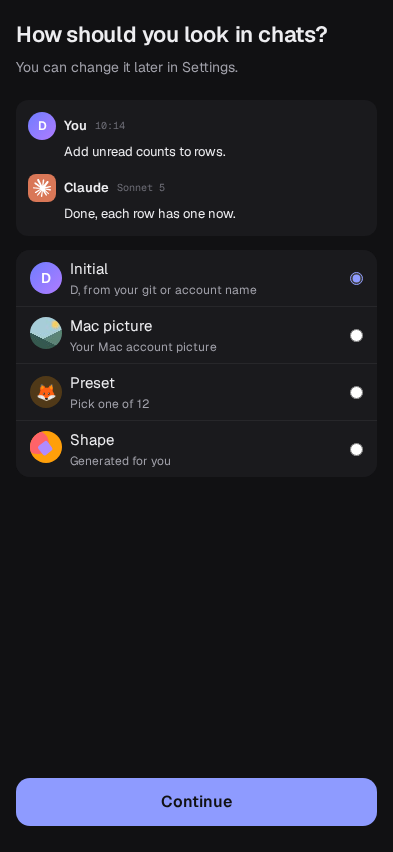 How should you look in chats?
You can change it later in Settings.
D You 10:14
Add unread counts to rows.
Claude Sonnet 5
Done, each row has one now.
D Initial
D, from your git or account name
Mac picture
Your Mac account picture
Preset
Pick one of 12
Shape
Generated for you
Continue